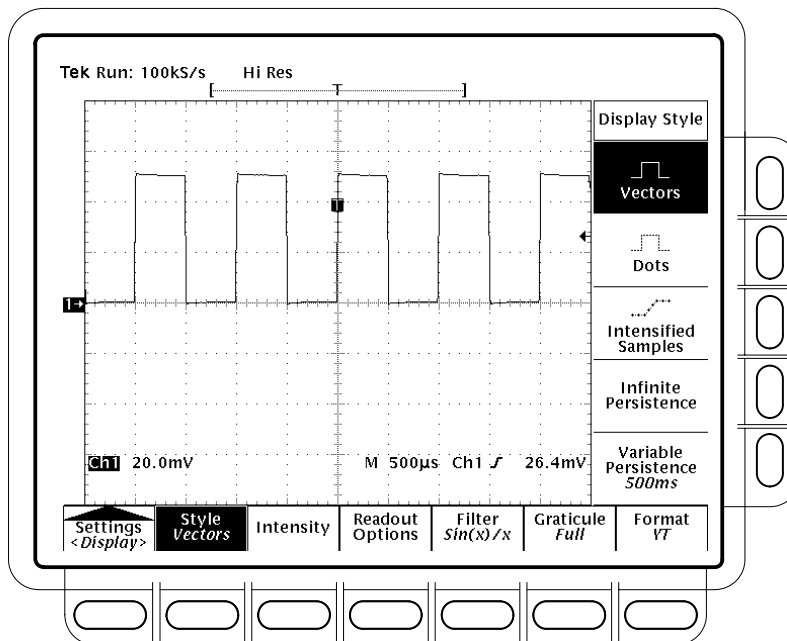 Tek Run: 100kS/s Hi Res
[ T ]
Display Style
Vectors
T
Dots
1→
Intensified
Samples
Infinite
Persistence
Ch1 20.0mV M 500µs Ch1 26.4mV
Variable
Persistence
500ms
Settings
<Display>
Style
Vectors
Intensity
Readout
Options
Filter
Sin(x)/x
Graticule
Full
Format
YT